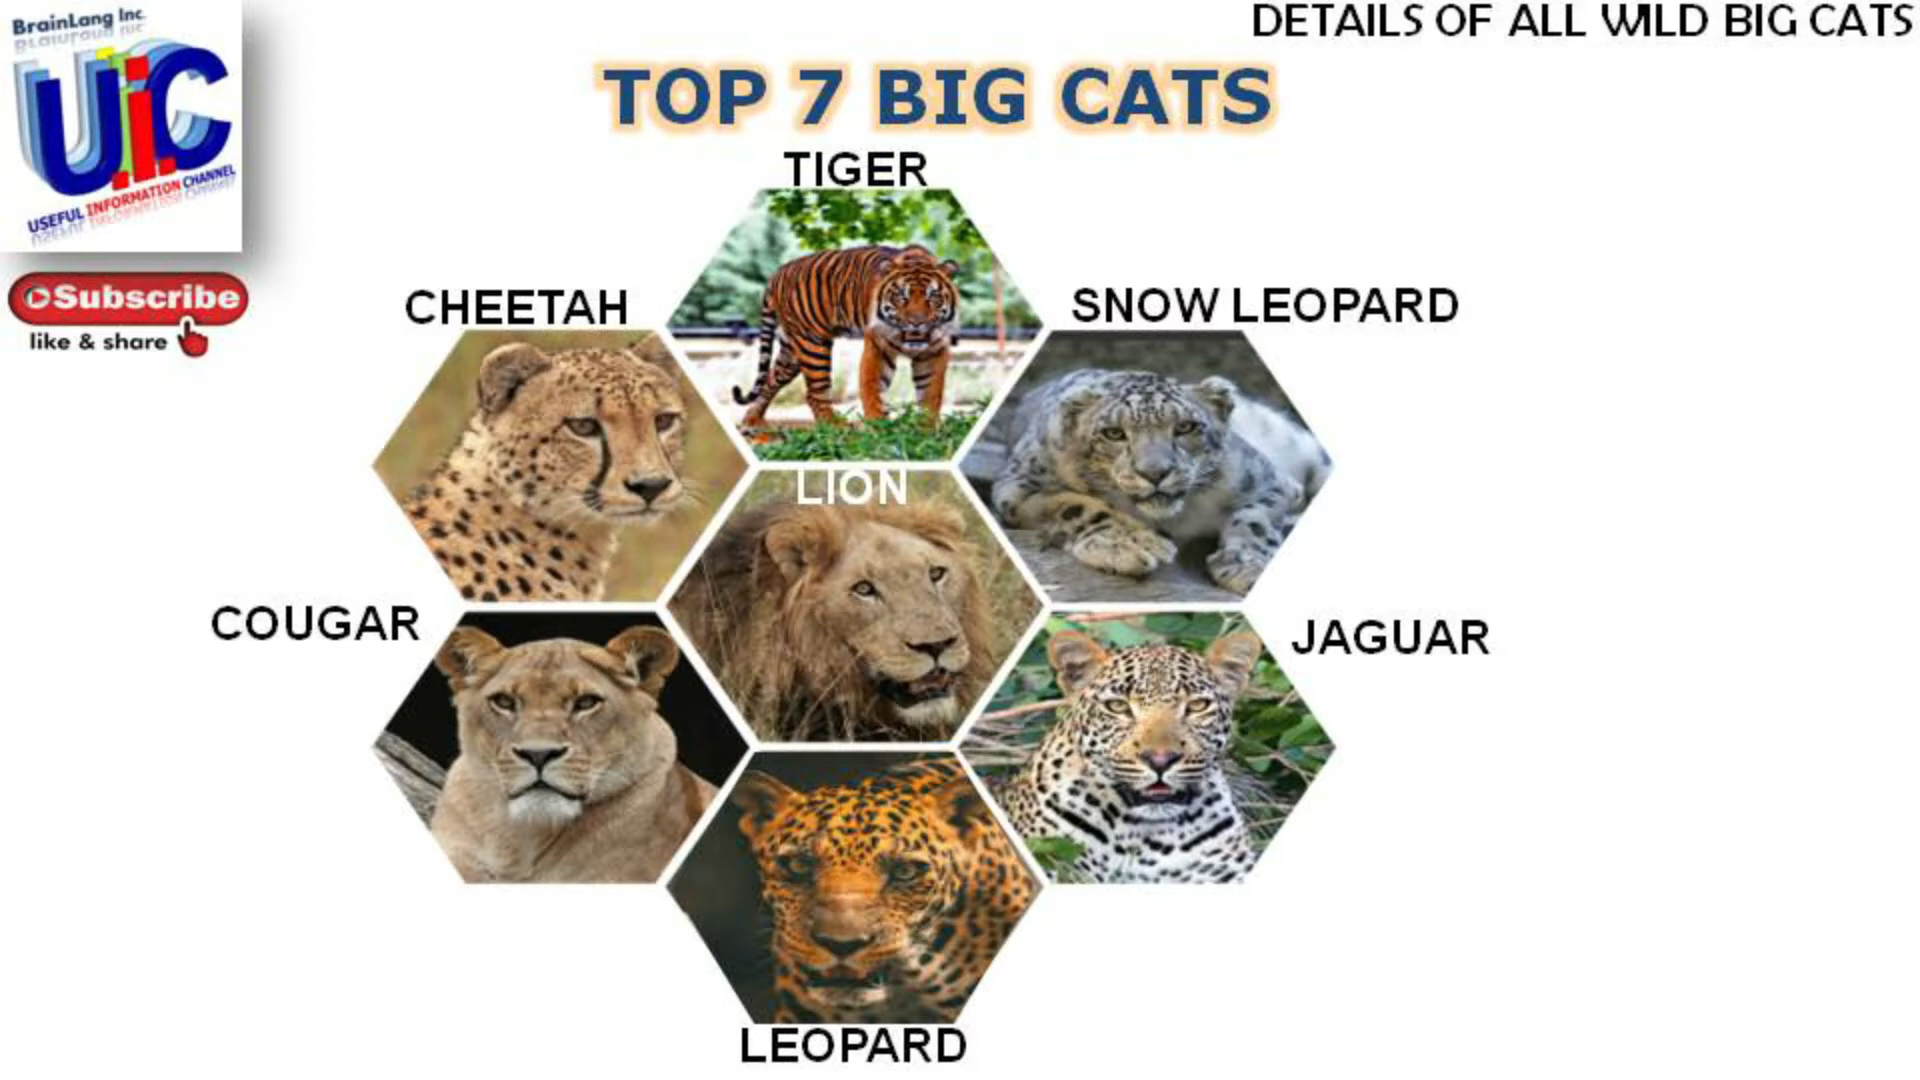 BrainLang Inc
U.i.C
USEFUL INFORMATION CHANNEL
Subscribe
like & share
DETAILS OF ALL WILD BIG CATS
TOP 7 BIG CATS
TIGER
CHEETAH
SNOW LEOPARD
LION
COUGAR
JAGUAR
LEOPARD